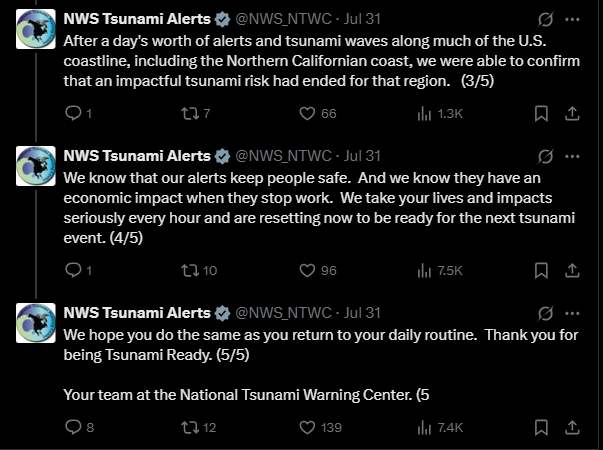 NWS Tsunami Alerts @NWS_NTWC · Jul 31
After a day's worth of alerts and tsunami waves along much of the U.S.
coastline, including the Northern Californian coast, we were able to confirm
that an impactful tsunami risk had ended for that region.   (3/5)
1 7 66 1.3K
NWS Tsunami Alerts @NWS_NTWC · Jul 31
We know that our alerts keep people safe.  And we know they have an
economic impact when they stop work.  We take your lives and impacts
seriously every hour and are resetting now to be ready for the next tsunami
event. (4/5)
1 10 96 7.5K
NWS Tsunami Alerts @NWS_NTWC · Jul 31
We hope you do the same as you return to your daily routine.  Thank you for
being Tsunami Ready. (5/5)
Your team at the National Tsunami Warning Center. (5
8 12 139 7.4K